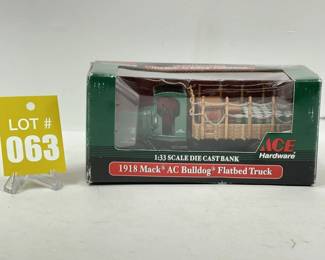 LOT #
063
1:33 SCALE DIE CAST BANK
ACE
Hardware
1918 Mack® AC Bulldog® Flatbed Truck